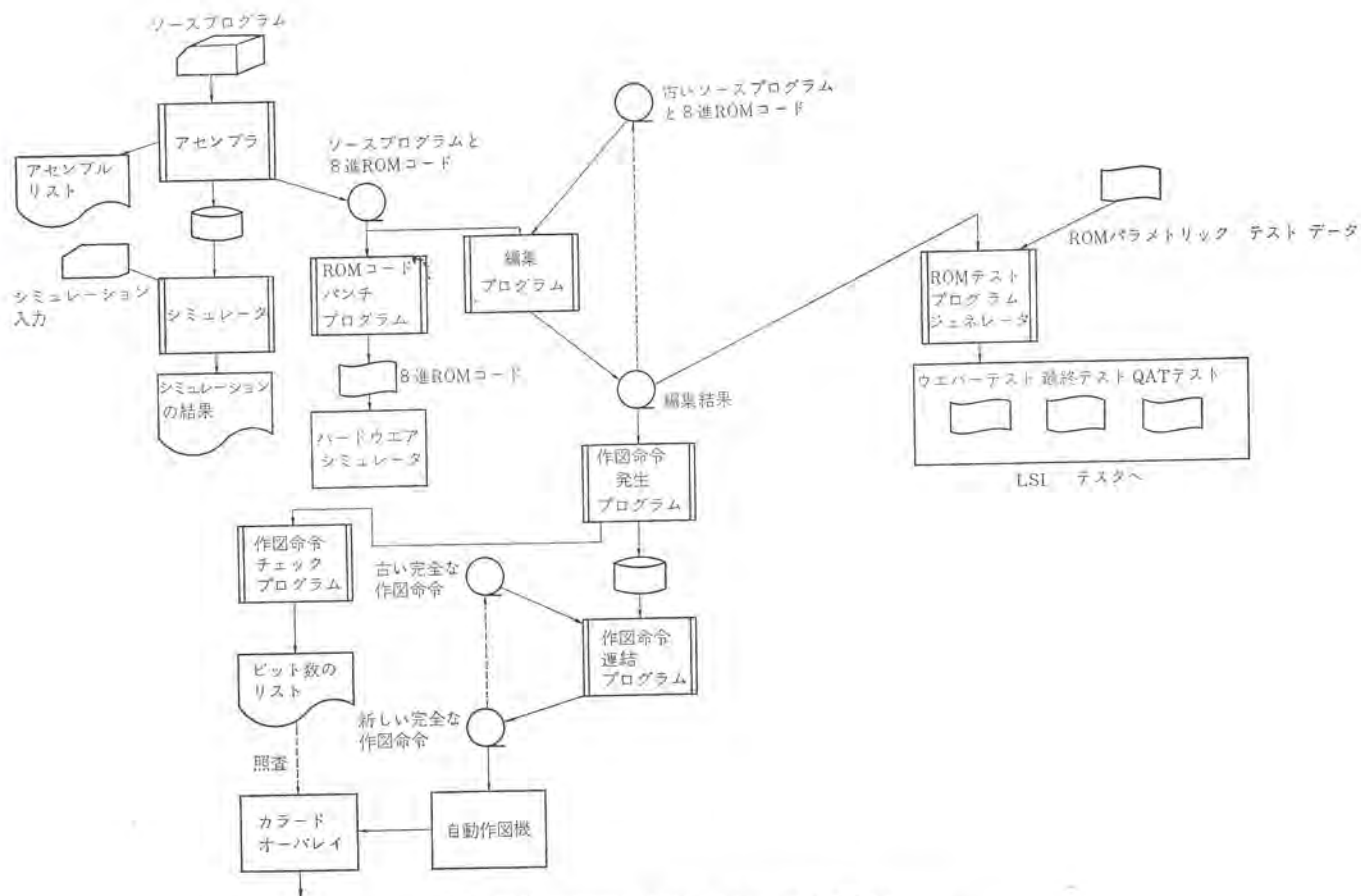 ソースプログラム
アセンブラ
アセンブル
リスト
シミュレーション
入力
シミュレータ
シミュレーション
の結果
ソースプログラムと
8進ROMコード
ROMコード
パンチ
プログラム
8進ROMコード
ハードウエア
シミュレータ
古いソースプログラム
と8進ROMコード
編集
プログラム
編集結果
ROMパラメトリック テスト データ
ROMテスト
プログラム
ジェネレータ
ウエハーテスト 最終テスト QATテスト
LSI テスタへ
作図命令
発生
プログラム
作図命令
チェック
プログラム
古い完全な
作図命令
作図命令
連結
プログラム
ビット数の
リスト
新しい完全な
作図命令
照査
カラード
オーバレイ
自動作図機